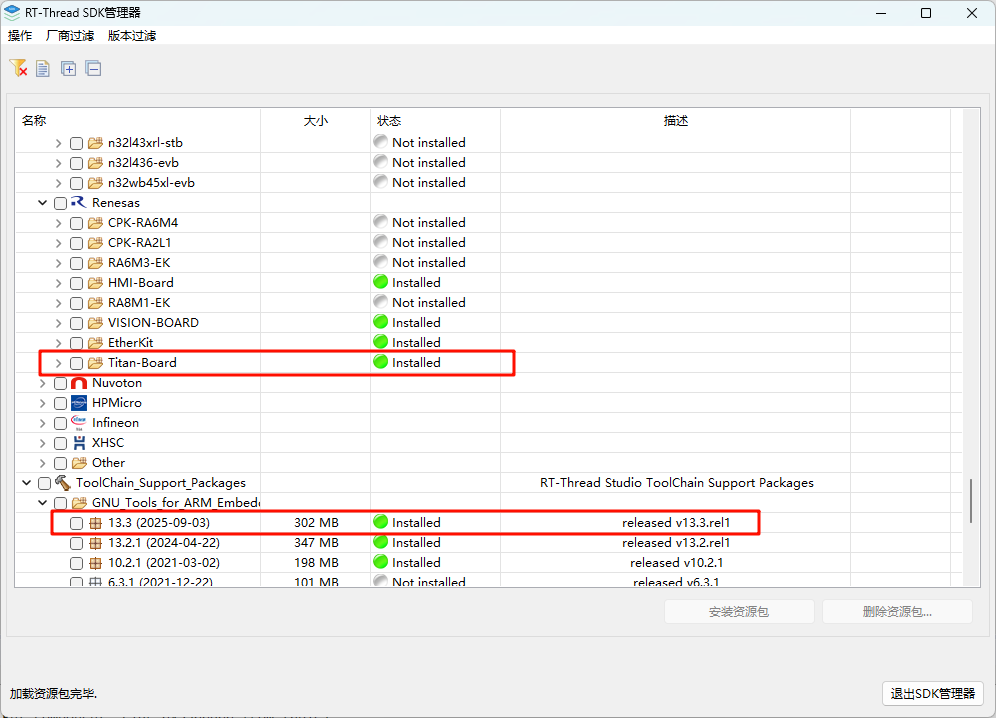 RT-Thread SDK管理器
操作 厂商过滤 版本过滤
名称 大小 状态 描述
n32l43xrl-stb Not installed
n32l436-evb Not installed
n32wb45xl-evb Not installed
Renesas
CPK-RA6M4 Not installed
CPK-RA2L1 Not installed
RA6M3-EK Not installed
HMI-Board Installed
RA8M1-EK Not installed
VISION-BOARD Installed
EtherKit Installed
Titan-Board Installed
Nuvoton
HPMicro
Infineon
XHSC
Other
ToolChain_Support_Packages RT-Thread Studio ToolChain Support Packages
GNU_Tools_for_ARM_Embedde
13.3 (2025-09-03) 302 MB Installed released v13.3.rel1
13.2.1 (2024-04-22) 347 MB Installed released v13.2.rel1
10.2.1 (2021-03-02) 198 MB Installed released v10.2.1
6.3.1 (2021-12-22) 101 MB Not installed released v6.3.1
安装资源包 删除资源包...
加载资源包完毕. 退出SDK管理器